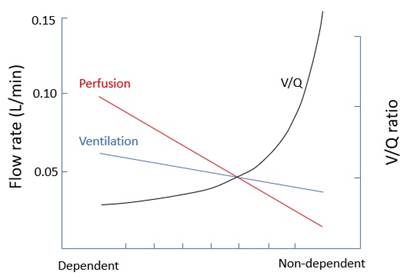 0.15
0.10
0.05
Flow rate (L/min)
Perfusion
Ventilation
V/Q
V/Q ratio
Dependent
Non-dependent